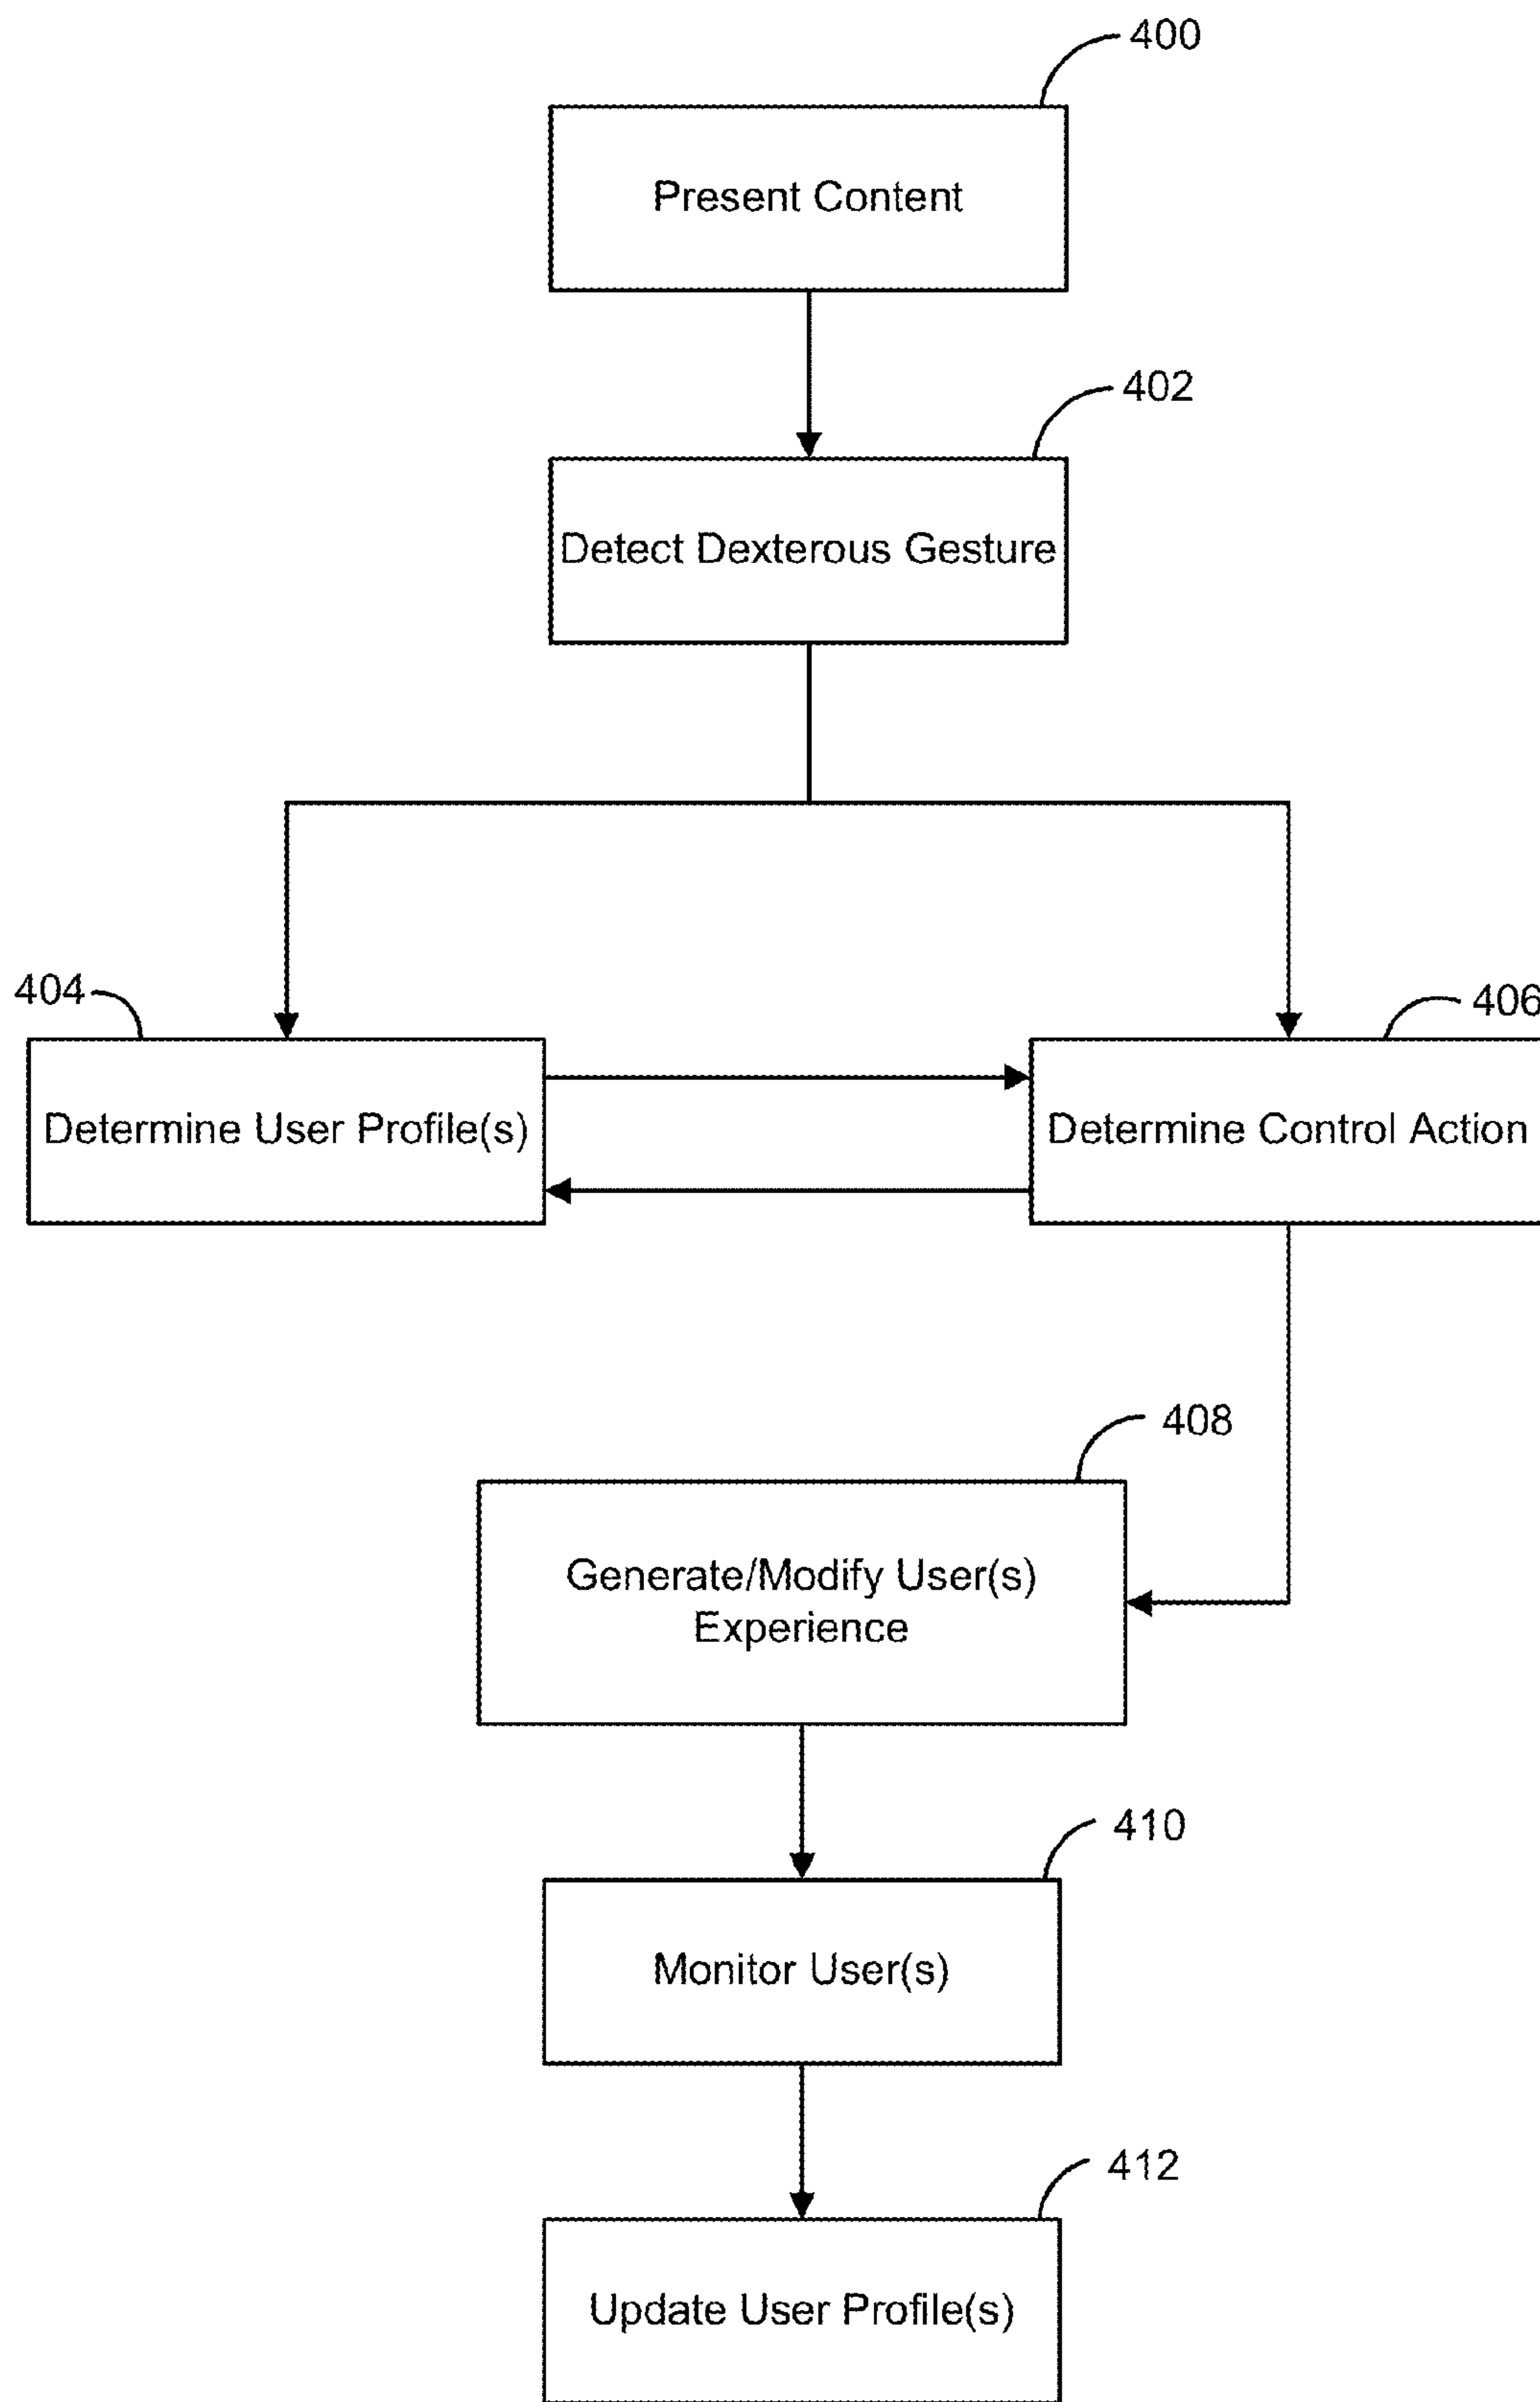 400
Present Content
402
Detect Dexterous Gesture
404
406
Determine User Profile(s)
Determine Control Action
408
Generate/Modify User(s)
Experience
410
Monitor User(s)
412
Update User Profile(s)